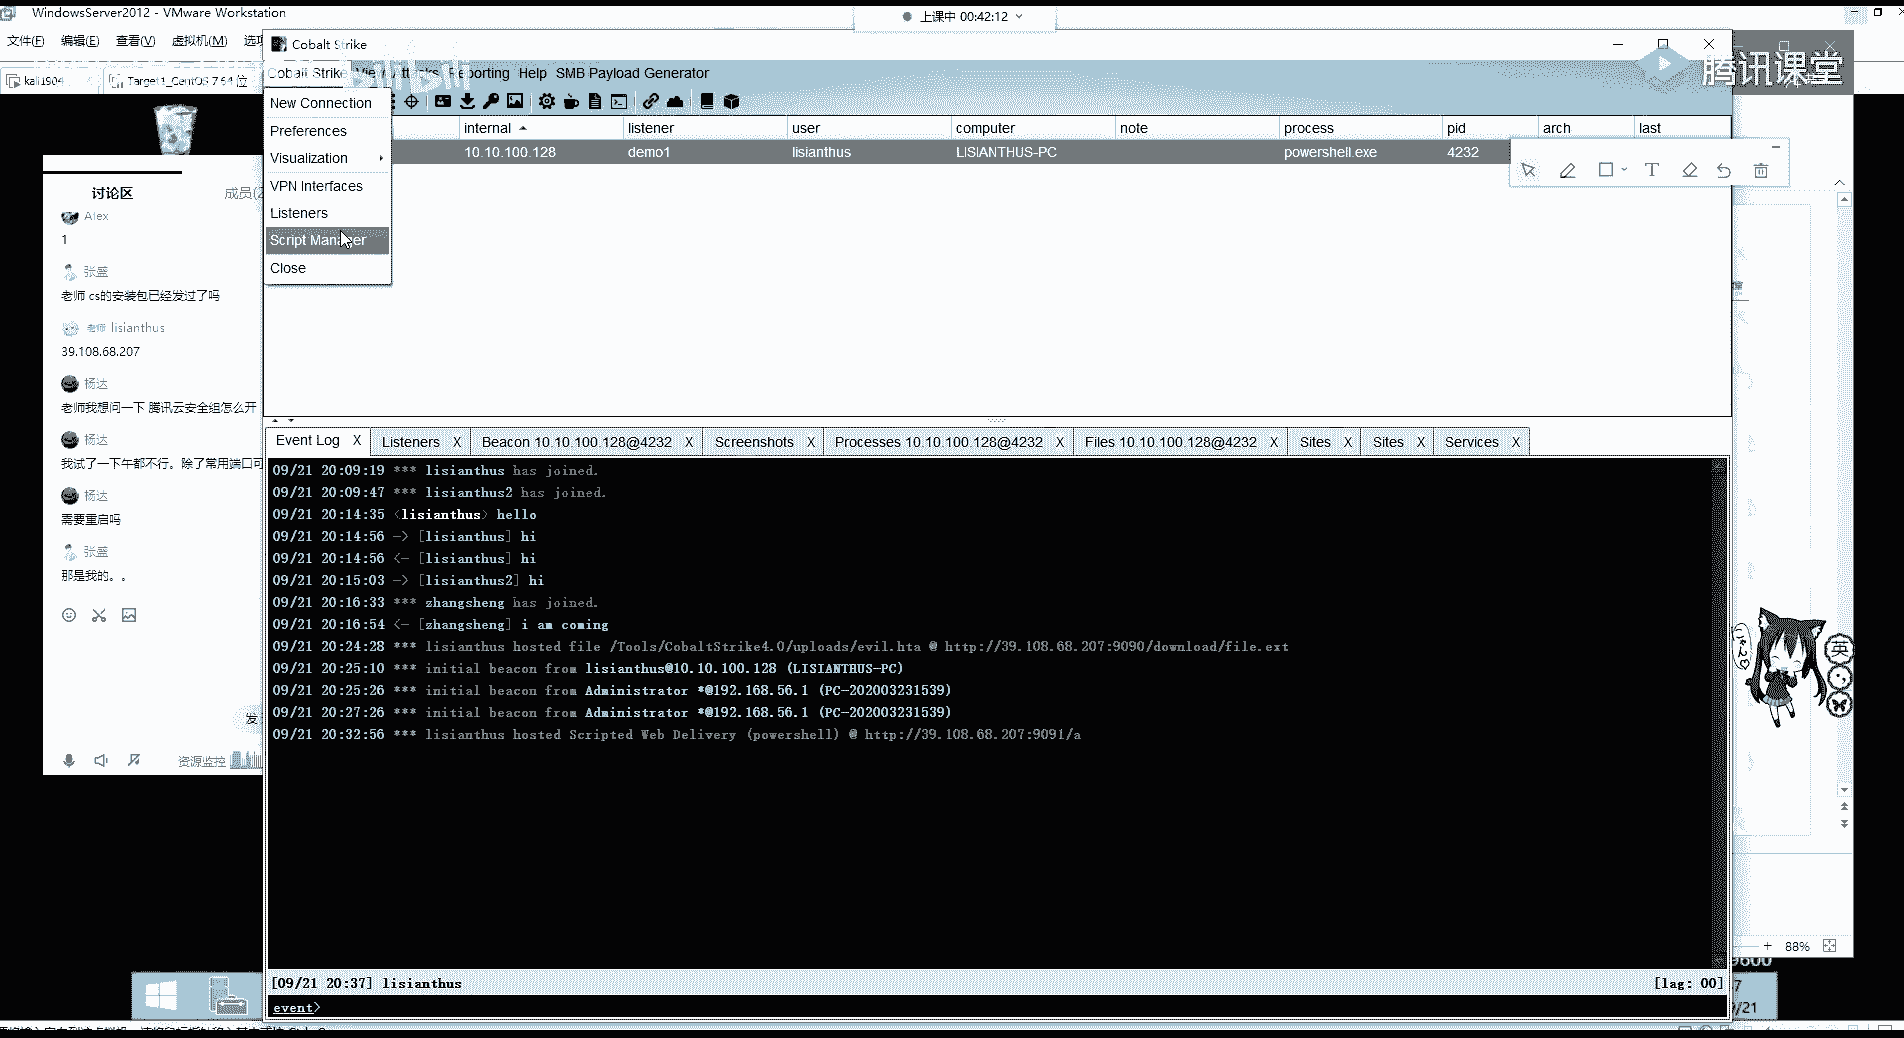 WindowsServer2012 - VMware Workstation
上课中 00:42:12
文件(F) 编辑(E) 查看(V) 虚拟机(M)
Cobalt Strike
bilibili
腾讯课堂
kali1904
Target1_CentOS 7 64 位
Cobalt Strike View Attacks Reporting Help SMB Payload Generator
New Connection
Preferences
Visualization
VPN Interfaces
Listeners
Script Manager
Close
internal listener user computer note process pid arch last
10.10.100.128 demo1 lisianthus LISIANTHUS-PC powershell.exe 4232
讨论区
Alex
1
张盛
老师 cs的安装包已经发过了吗
老师 lisianthus
39.108.68.207
杨达
老师我想问一下 腾讯云安全组怎么开
杨达
我试了一下午都不行。除了常用端口可
杨达
需要重启吗
张盛
那是我的。。
发
资源监控
Event Log X Listeners X Beacon 10.10.100.128@4232 X Screenshots X Processes 10.10.100.128@4232 X Files 10.10.100.128@4232 X Sites X Sites X Services X
09/21 20:09:19 *** lisianthus has joined.
09/21 20:09:47 *** lisianthus2 has joined.
09/21 20:14:35 <lisianthus> hello
09/21 20:14:56 -> [lisianthus] hi
09/21 20:14:56 <- [lisianthus] hi
09/21 20:15:03 -> [lisianthus2] hi
09/21 20:16:33 *** zhangsheng has joined.
09/21 20:16:54 <- [zhangsheng] i am coming
09/21 20:24:28 *** lisianthus hosted file /Tools/CobaltStrike4.0/uploads/evil.hta @ http://39.108.68.207:9090/download/file.ext
09/21 20:25:10 *** initial beacon from lisianthus@10.10.100.128 (LISIANTHUS-PC)
09/21 20:25:26 *** initial beacon from Administrator *@192.168.56.1 (PC-202003231539)
09/21 20:27:26 *** initial beacon from Administrator *@192.168.56.1 (PC-202003231539)
09/21 20:32:56 *** lisianthus hosted Scripted Web Delivery (powershell) @ http://39.108.68.207:9091/a
[09/21 20:37] lisianthus [lag: 00]
event>
英
88%
9600